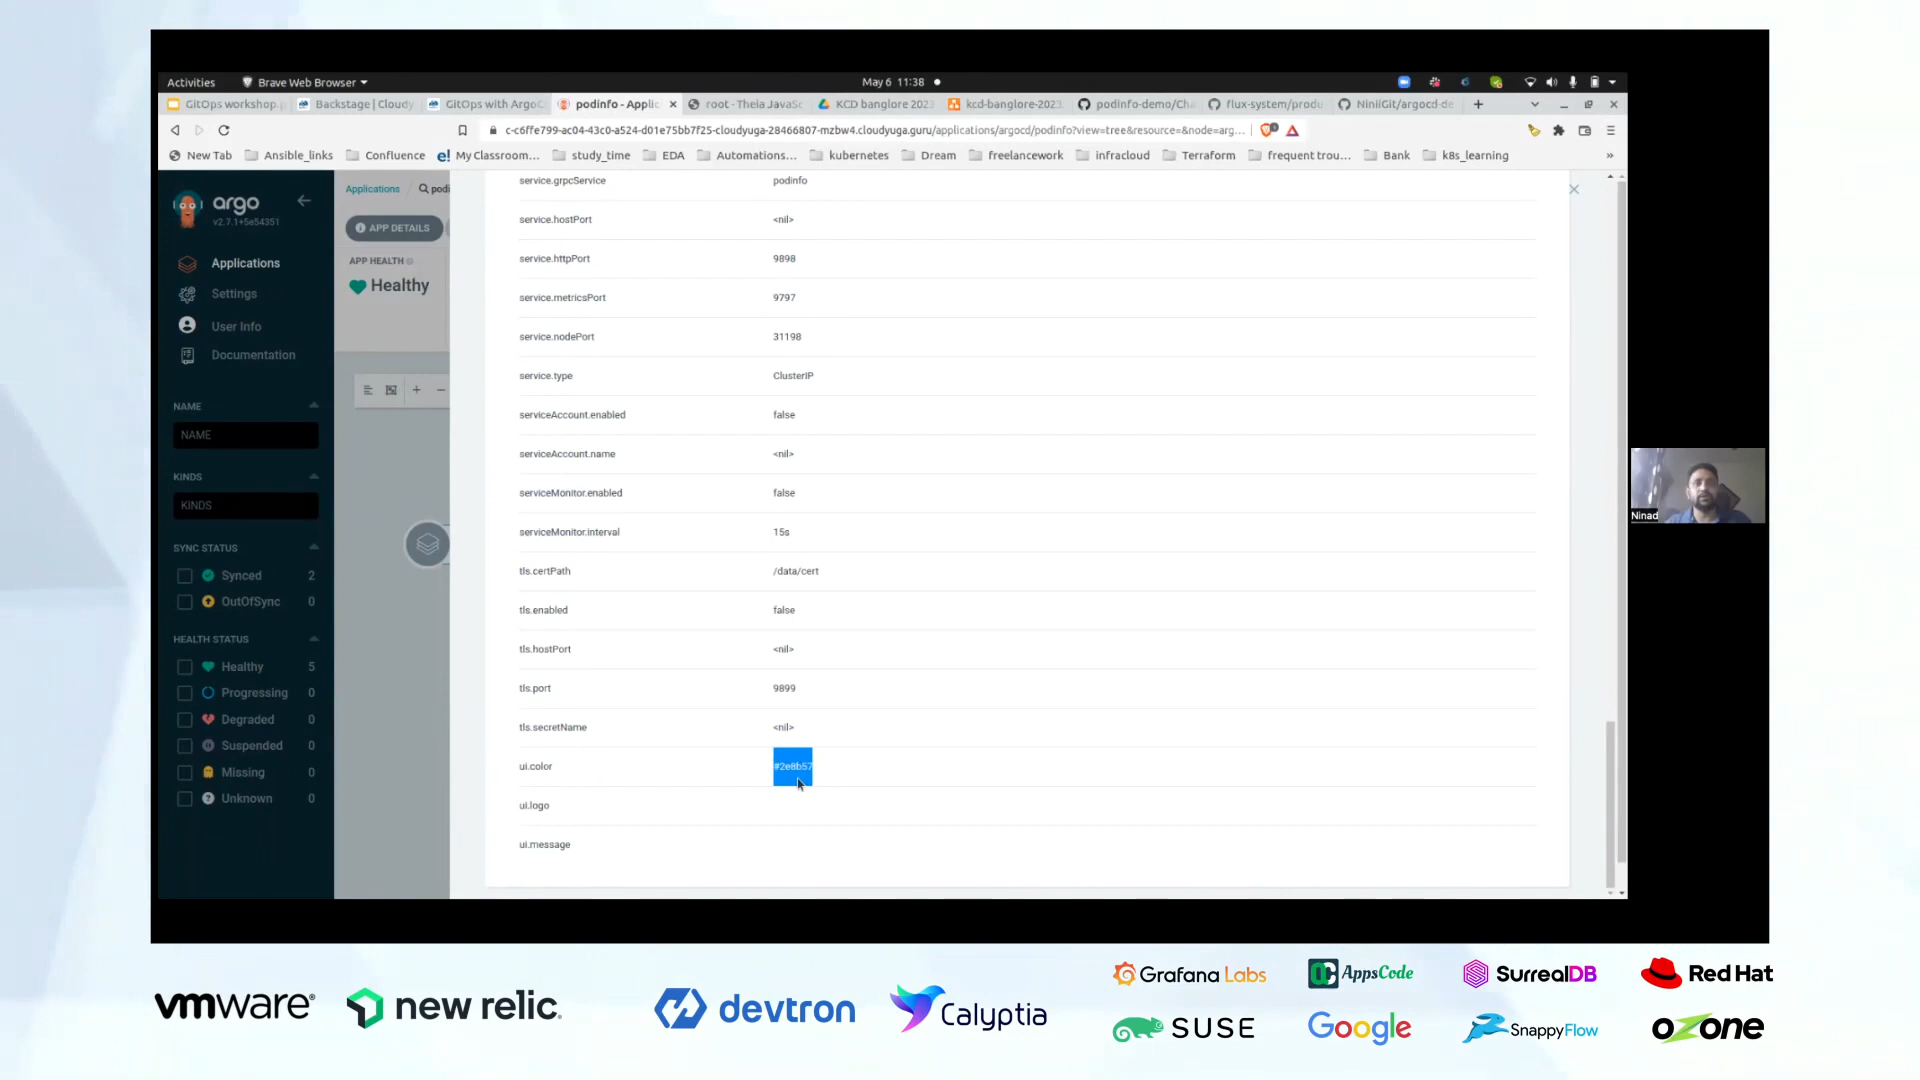 Activities
Brave Web Browser
May 6 11:38
GitOps workshop.p
Backstage | Cloudy
GitOps with ArgoC
podinfo - Applic
root - Theia JavaSc
KCD banglore 2023
kcd-banglore-2023.
podinfo-demo/Cha
flux-system/produ
NiniiGit/argocd-de
c-c6ffe799-ac04-43c0-a524-d01e75bb7f25-cloudyuga-28466807-mzbw4.cloudyuga.guru/applications/argocd/podinfo?view=tree&resource=&node=arg...
New Tab
Ansible_links
Confluence
My Classroom...
study_time
EDA
Automations...
kubernetes
Dream
freelancework
infracloud
Terraform
frequent trou...
Bank
k8s_learning
»
argo
v2.7.1+5e54351
Applications
Settings
User Info
Documentation
NAME
NAME
KINDS
KINDS
SYNC STATUS
Synced 2
OutOfSync 0
HEALTH STATUS
Healthy 5
Progressing 0
Degraded 0
Suspended 0
Missing 0
Unknown 0
Applications / podi
APP DETAILS
APP HEALTH
Healthy
service.grpcService podinfo
service.hostPort <nil>
service.httpPort 9898
service.metricsPort 9797
service.nodePort 31198
service.type ClusterIP
serviceAccount.enabled false
serviceAccount.name <nil>
serviceMonitor.enabled false
serviceMonitor.interval 15s
tls.certPath /data/cert
tls.enabled false
tls.hostPort <nil>
tls.port 9899
tls.secretName <nil>
ui.color #2e8b57
ui.logo
ui.message
Ninad
vmware
new relic.
devtron
Calyptia
Grafana Labs
AppsCode
SurrealDB
Red Hat
SUSE
Google
SnappyFlow
ozone